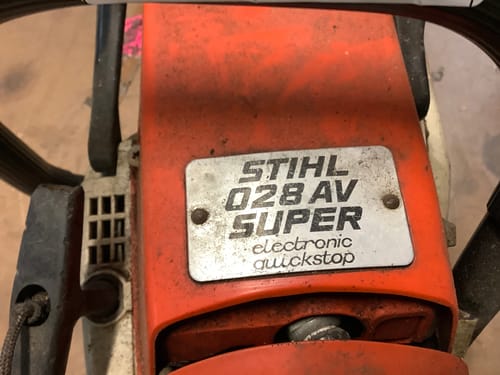 STIHL
028 AV
SUPER
electronic
quickstop